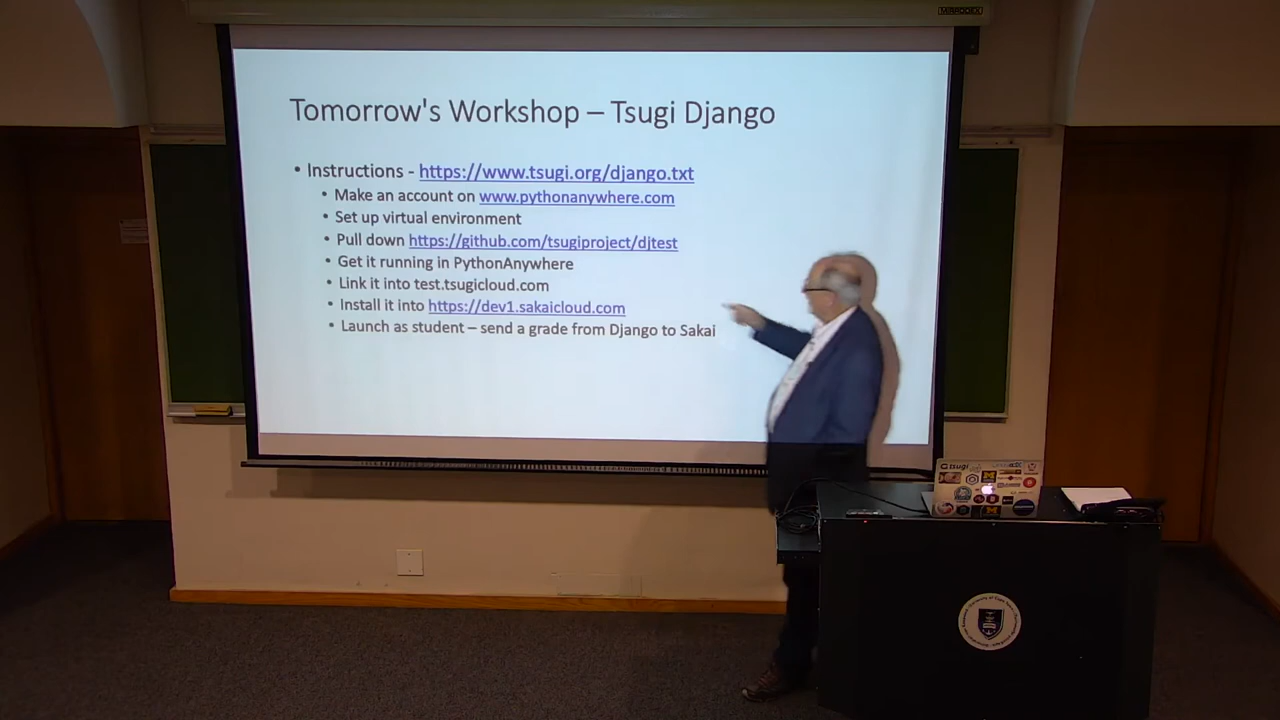 MIRRODEX
Tomorrow's Workshop – Tsugi Django
• Instructions - https://www.tsugi.org/django.txt
• Make an account on www.pythonanywhere.com
• Set up virtual environment
• Pull down https://github.com/tsugiproject/djtest
• Get it running in PythonAnywhere
• Link it into test.tsugicloud.com
• Install it into https://dev1.sakaicloud.com
• Launch as student – send a grade from Django to Sakai
tsugi